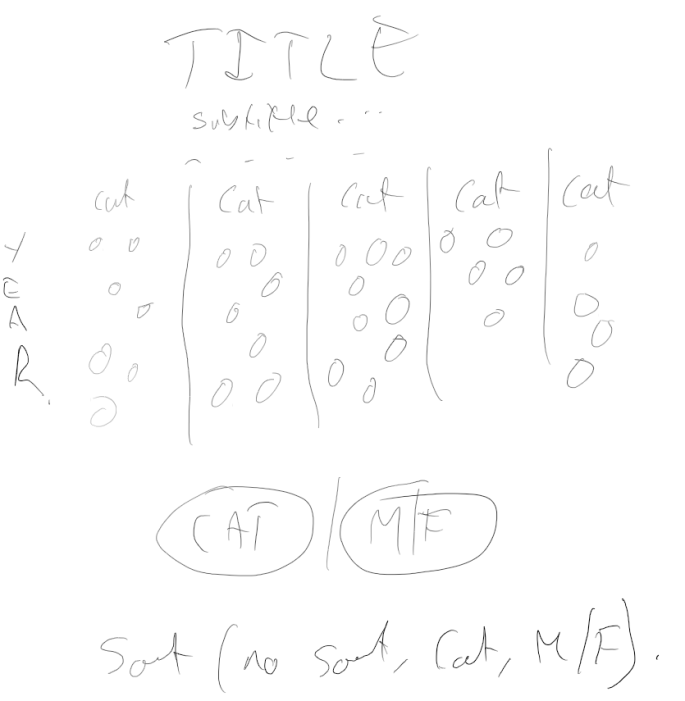 TITLE
subtitle...
cat Cat Cat Cat Cat
YEAR.
CAT / M/F
Sort (no sort, Cat, M/F).